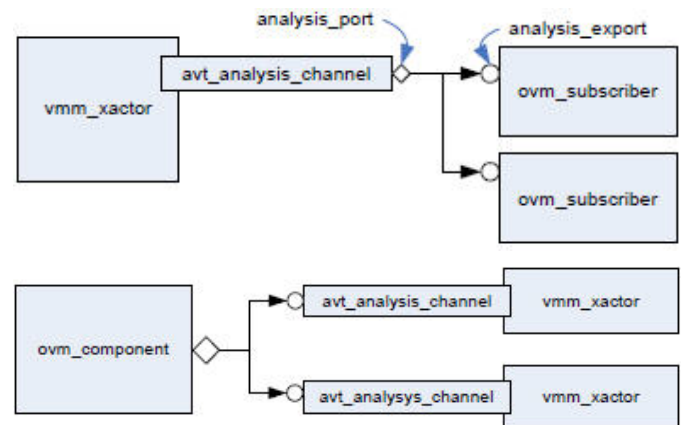 analysis_port
analysis_export
avt_analysis_channel
vmm_xactor
ovm_subscriber
ovm_subscriber
avt_analysis_channel
vmm_xactor
ovm_component
avt_analysys_channel
vmm_xactor